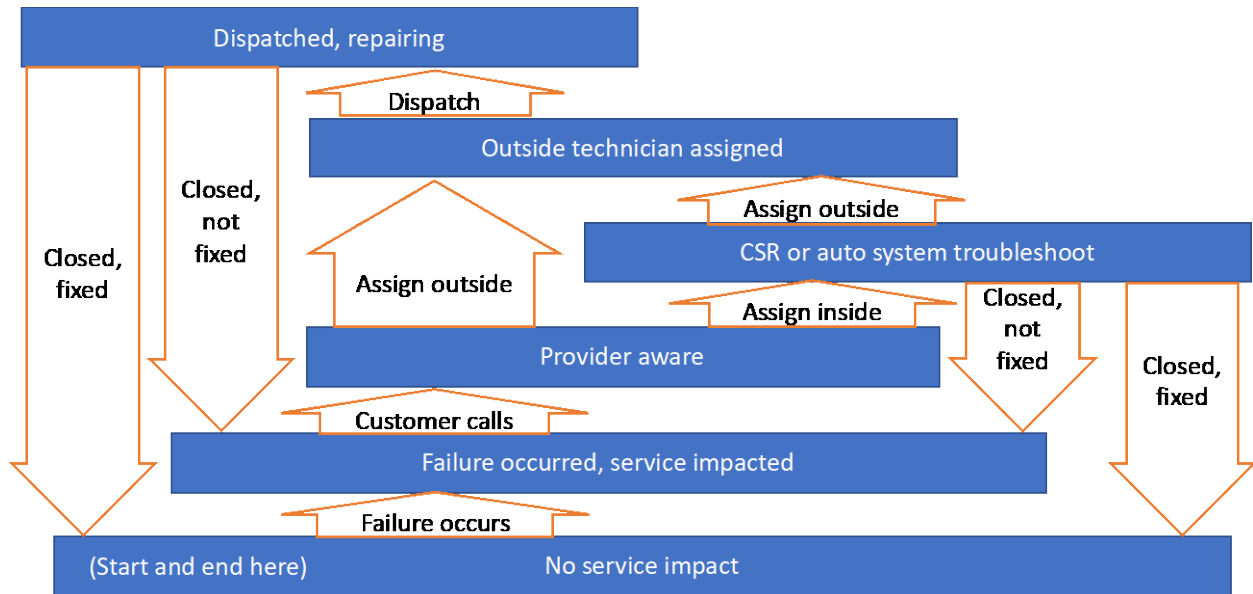 Dispatched, repairing
Dispatch
Outside technician assigned
Closed,
not
fixed
Assign outside
Closed,
fixed
CSR or auto system troubleshoot
Assign outside
Assign inside
Closed,
not
fixed
Provider aware
Closed,
fixed
Customer calls
Failure occurred, service impacted
Failure occurs
(Start and end here) No service impact